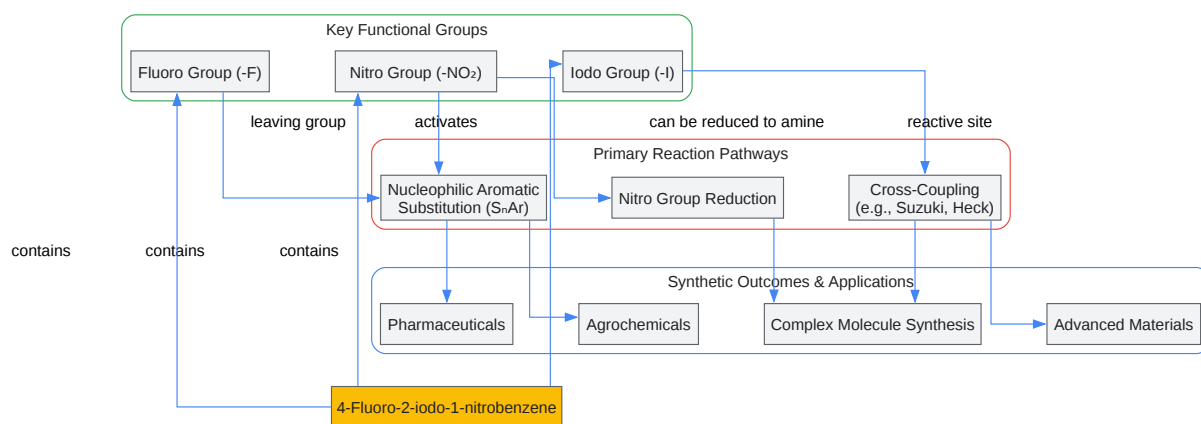 Key Functional Groups
Fluoro Group (-F)
Nitro Group (-NO₂)
Iodo Group (-I)
leaving group
activates
can be reduced to amine
reactive site
Primary Reaction Pathways
Nucleophilic Aromatic
Substitution (SₙAr)
Nitro Group Reduction
Cross-Coupling
(e.g., Suzuki, Heck)
contains
contains
contains
Synthetic Outcomes & Applications
Pharmaceuticals
Agrochemicals
Complex Molecule Synthesis
Advanced Materials
4-Fluoro-2-iodo-1-nitrobenzene